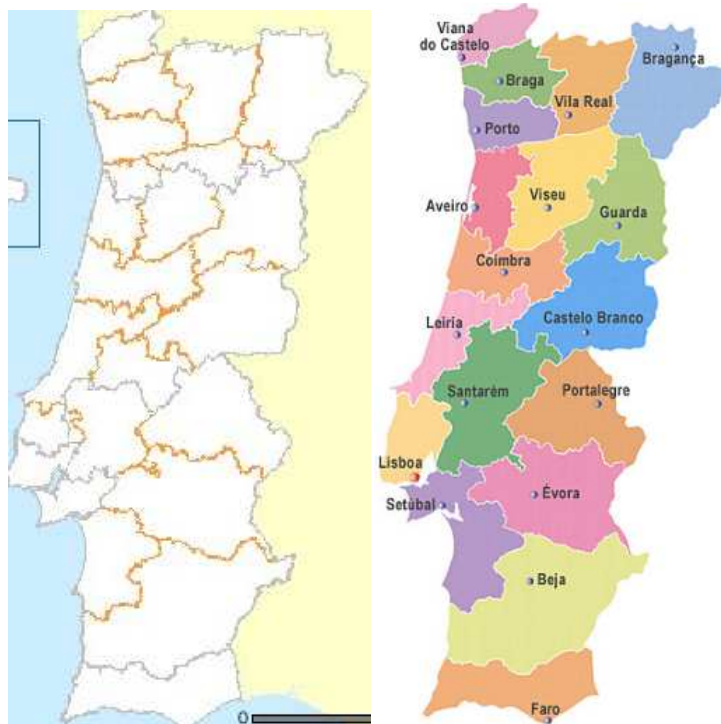 Viana
do Castelo
Bragança
Braga
Vila Real
Porto
Aveiro
Viseu
Guarda
Coimbra
Leiria
Castelo Branco
Santarém
Portalegre
Lisboa
Setúbal
Évora
Beja
Faro
0